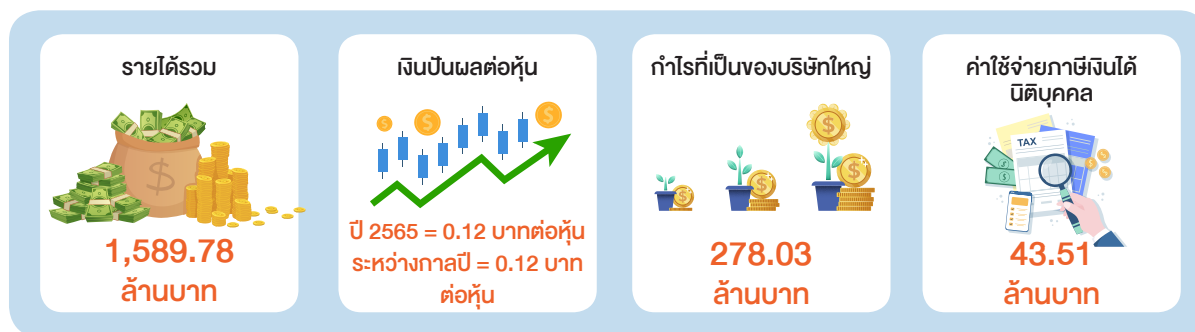 รายได้รวม
1,589.78
ล้านบาท
เงินปันผลต่อหุ้น
ปี 2565 = 0.12 บาทต่อหุ้น
ระหว่างกาลปี = 0.12 บาท
ต่อหุ้น
กำไรที่เป็นของบริษัทใหญ่
278.03
ล้านบาท
ค่าใช้จ่ายภาษีเงินได้
นิติบุคคล
TAX
43.51
ล้านบาท